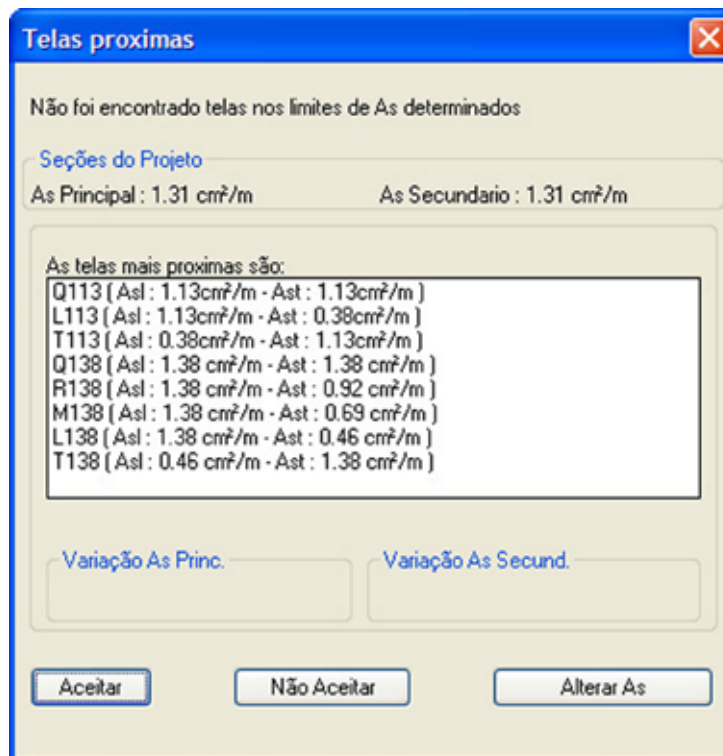 Telas proximas
Não foi encontrado telas nos limites de As determinados
Seções do Projeto
As Principal : 1.31 cm²/m As Secundario : 1.31 cm²/m
As telas mais proximas são:
Q113 ( Asl : 1.13cm²/m - Ast : 1.13cm²/m )
L113 ( Asl : 1.13cm²/m - Ast : 0.38cm²/m )
T113 ( Asl : 0.38cm²/m - Ast : 1.13cm²/m )
Q138 ( Asl : 1.38 cm²/m - Ast : 1.38 cm²/m )
R138 ( Asl : 1.38 cm²/m - Ast : 0.92 cm²/m )
M138 ( Asl : 1.38 cm²/m - Ast : 0.69 cm²/m )
L138 ( Asl : 1.38 cm²/m - Ast : 0.46 cm²/m )
T138 ( Asl : 0.46 cm²/m - Ast : 1.38 cm²/m )
Variação As Princ. Variação As Secund.
Aceitar Não Aceitar Alterar As